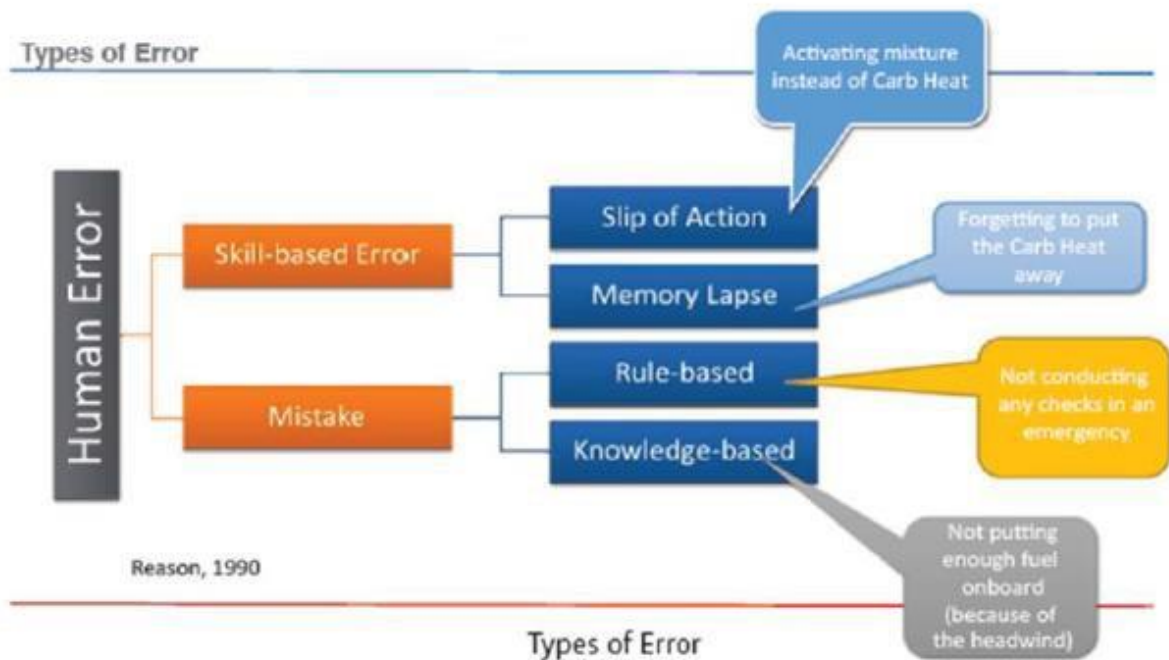 Types of Error
Activating mixture
instead of Carb Heat
Human Error
Skill-based Error
Mistake
Slip of Action
Memory Lapse
Rule-based
Knowledge-based
Forgetting to put
the Carb Heat
away
Not conducting
any checks in an
emergency
Not putting
enough fuel
onboard
(because of
the headwind)
Reason, 1990
Types of Error